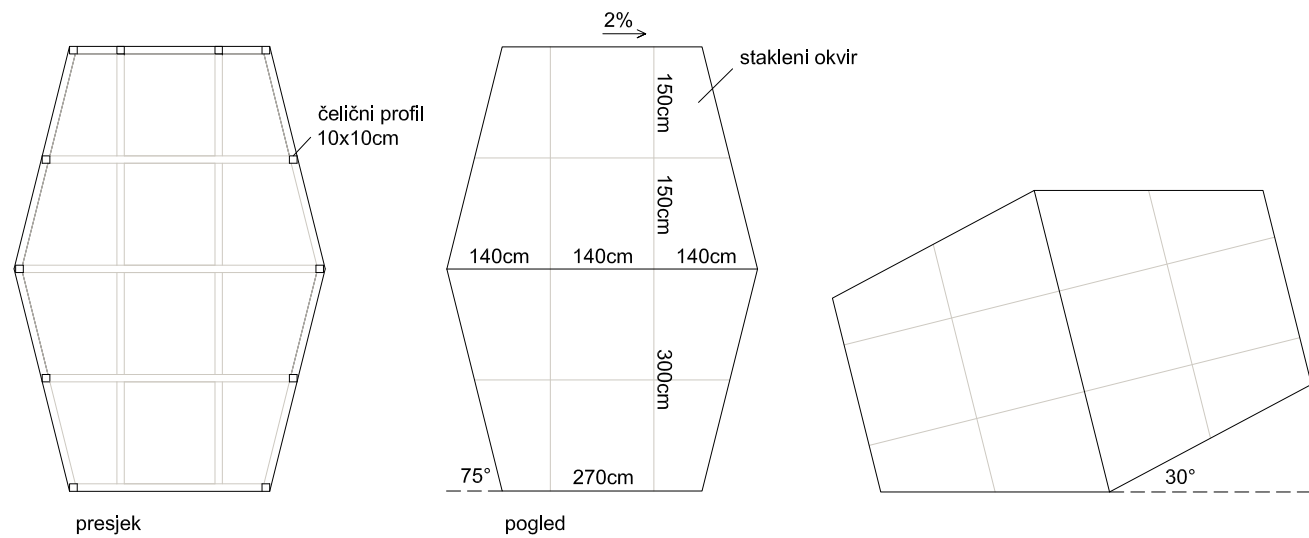 2%
stakleni okvir
čelični profil
10x10cm
150cm
150cm
140cm 140cm 140cm
300cm
75° 270cm
30°
presjek
pogled